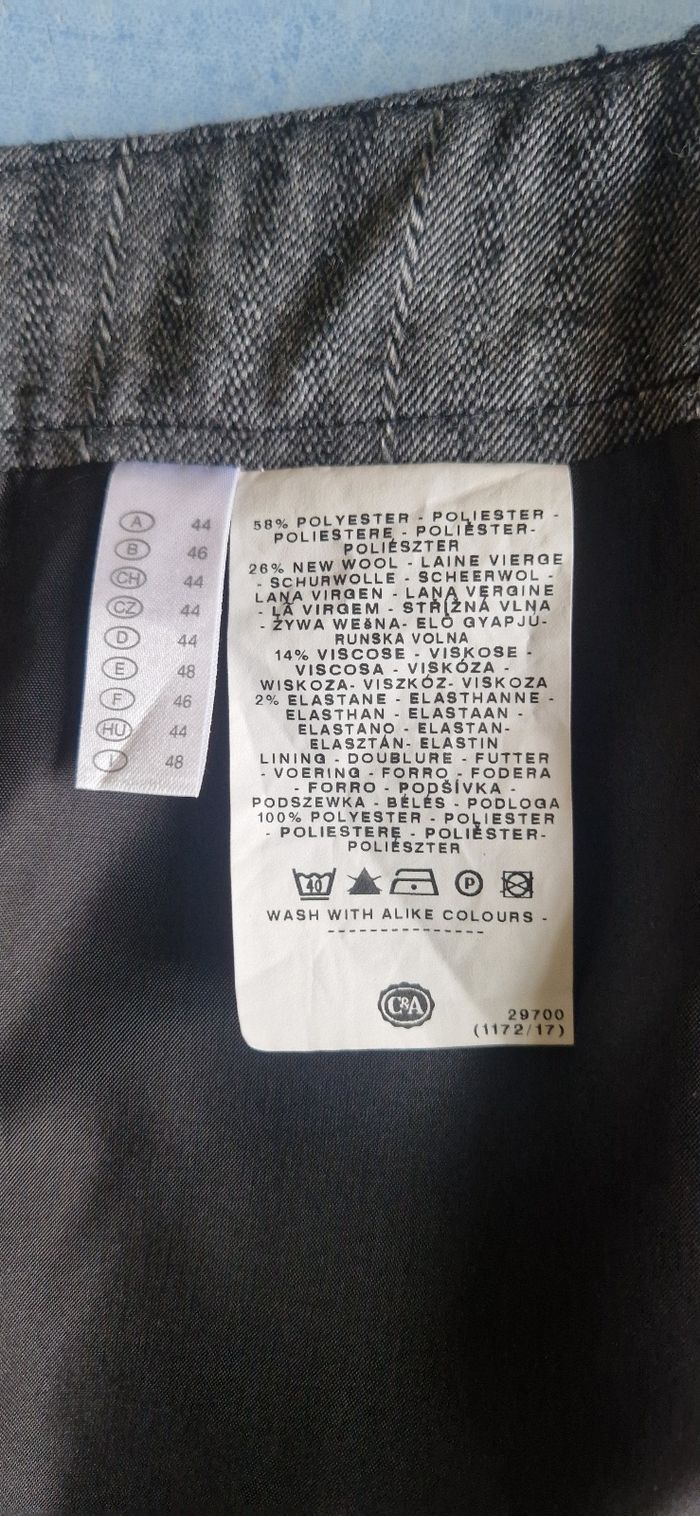 A 44
B 46
CH 44
CZ 44
D 44
E 48
F 46
HU 44
I 48
58% POLYESTER - POLIESTER -
POLIESTERE - POLIÉSTER-
POLIÉSZTER
26% NEW WOOL - LAINE VIERGE
- SCHURWOLLE - SCHEERWOL -
LANA VIRGEN - LANA VERGINE
- LÃ VIRGEM - STŘIŽNÁ VLNA
- ŻYWA WEŁNA- ELŐ GYAPJÚ-
RUNSKA VOLNA
14% VISCOSE - VISKOSE -
VISCOSA - VISKÓZA -
WISKOZA- VISZKÓZ- VISKOZA
2% ELASTANE - ELASTHANNE -
ELASTHAN - ELASTAAN -
ELASTANO - ELASTAN-
ELASZTÁN- ELASTIN
LINING - DOUBLURE - FUTTER
- VOERING - FORRO - FODERA
- FORRO - PODŠÍVKA -
PODSZEWKA - BÉLÉS - PODLOGA
100% POLYESTER - POLIESTER
- POLIESTERE - POLIÉSTER-
POLIÉSZTER
40 P
WASH WITH ALIKE COLOURS -
C&A
29700
(1172/17)